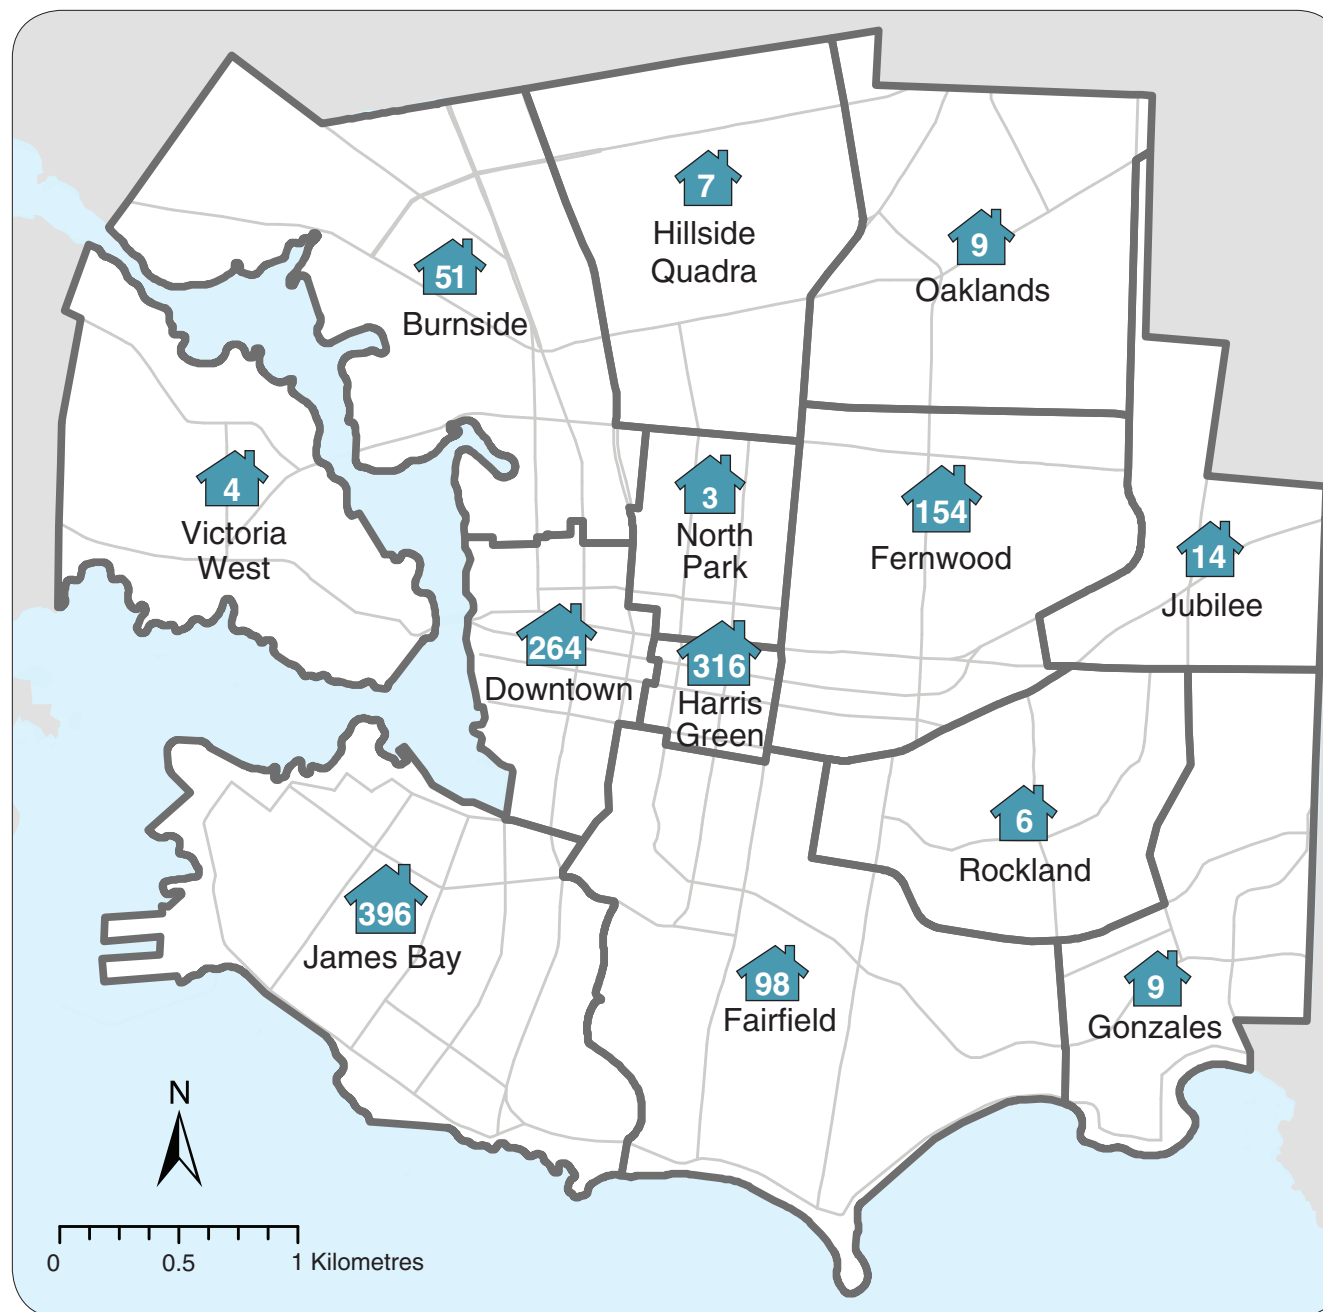 7
Hillside
Quadra
9
Oaklands
51
Burnside
4
Victoria
West
3
North
Park
154
Fernwood
14
Jubilee
264
Downtown
316
Harris
Green
6
Rockland
396
James Bay
98
Fairfield
9
Gonzales
N
0 0.5 1 Kilometres